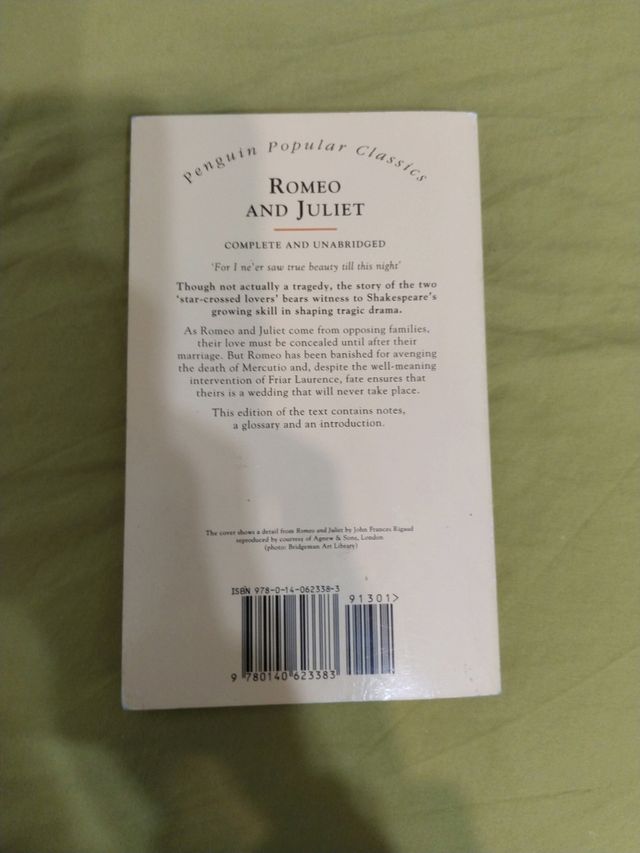 Penguin Popular Classics
ROMEO
AND JULIET
COMPLETE AND UNABRIDGED
'For I ne'er saw true beauty till this night'
Though not actually a tragedy, the story of the two
'star-crossed lovers' bears witness to Shakespeare's
growing skill in shaping tragic drama.
As Romeo and Juliet come from opposing families,
their love must be concealed until after their
marriage. But Romeo has been banished for avenging
the death of Mercutio and, despite the well-meaning
intervention of Friar Laurence, fate ensures that
theirs is a wedding that will never take place.
This edition of the text contains notes,
a glossary and an introduction.
The cover shows a detail from Romeo and Juliet by John Frances Rigaud
reproduced by courtesy of Agnew & Sons, London
(photo: Bridgeman Art Library)
ISBN 978-0-14-062338-3
91301>
9 780140 623383